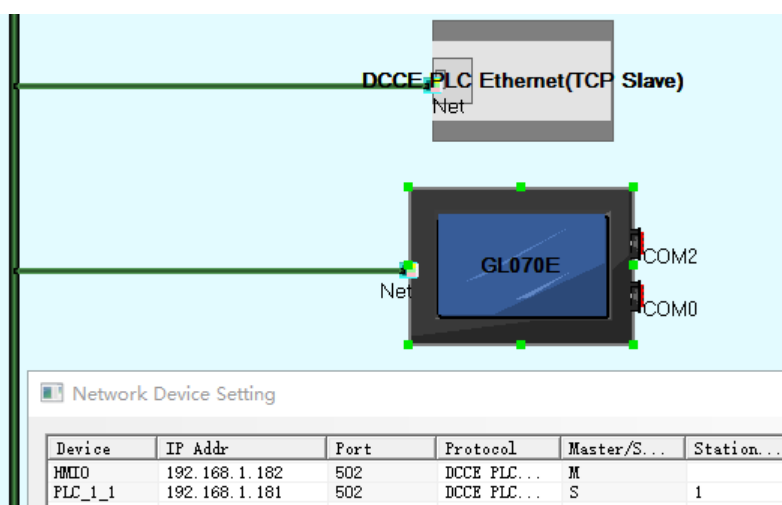 DCCE PLC Ethernet(TCP Slave)
Net
GL070E
COM2
Net
COM0
Network Device Setting
Device IP Addr Port Protocol Master/S... Station...
HMI0 192.168.1.182 502 DCCE PLC... M
PLC_1_1 192.168.1.181 502 DCCE PLC... S 1